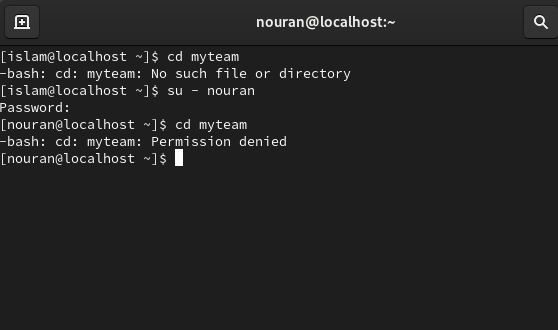 nouran@localhost:~
[islam@localhost ~]$ cd myteam
-bash: cd: myteam: No such file or directory
[islam@localhost ~]$ su - nouran
Password:
[nouran@localhost ~]$ cd myteam
-bash: cd: myteam: Permission denied
[nouran@localhost ~]$